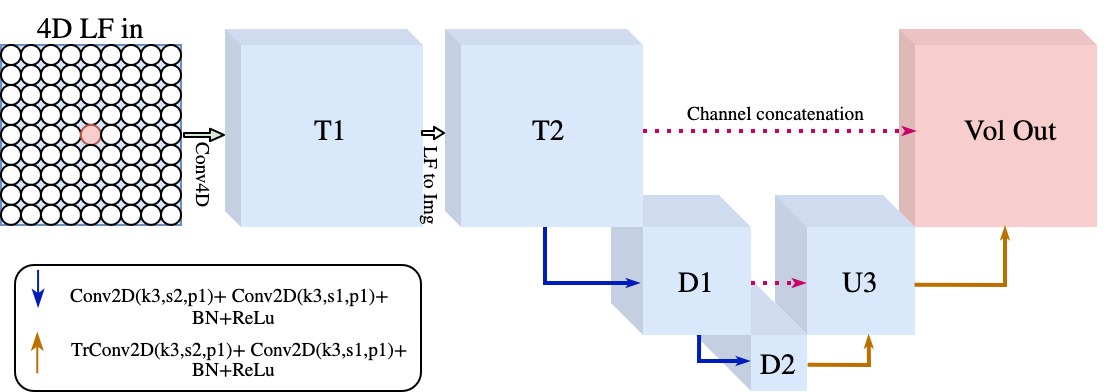 4D LF in
Conv4D
T1
LF to Img
T2
Channel concatenation
Vol Out
D1
U3
D2
Conv2D(k3,s2,p1)+ Conv2D(k3,s1,p1)+
BN+ReLu
TrConv2D(k3,s2,p1)+ Conv2D(k3,s1,p1)+
BN+ReLu